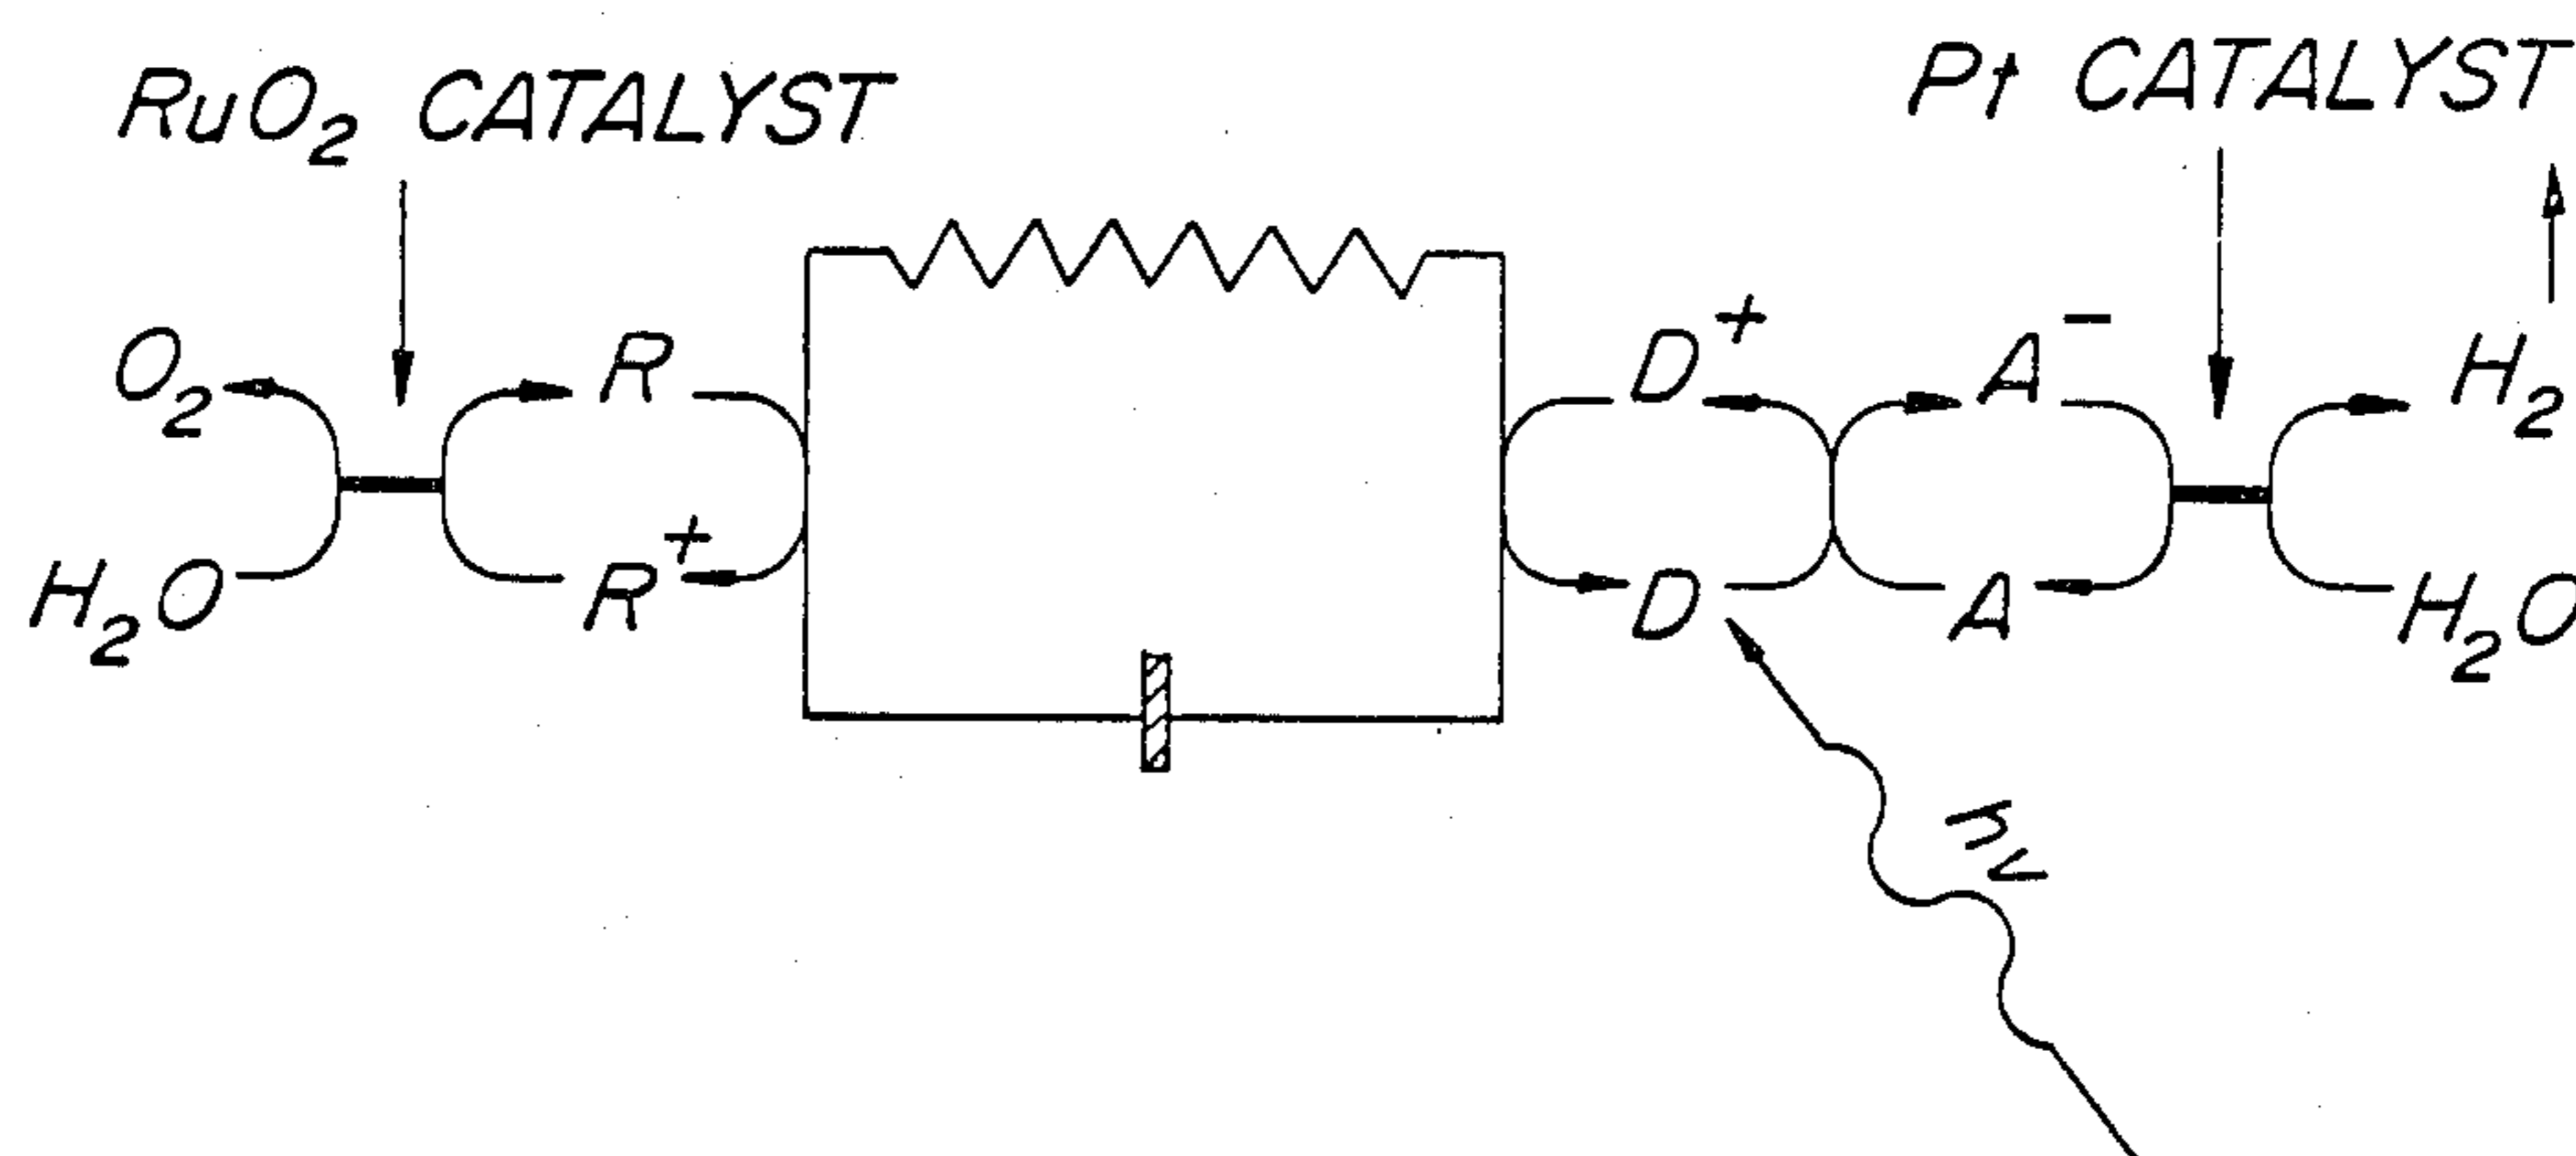 RuO₂ CATALYST
Pt CATALYST
O₂
R
D⁺
A⁻
H₂
H₂O
R⁺
D
A
H₂O
hν